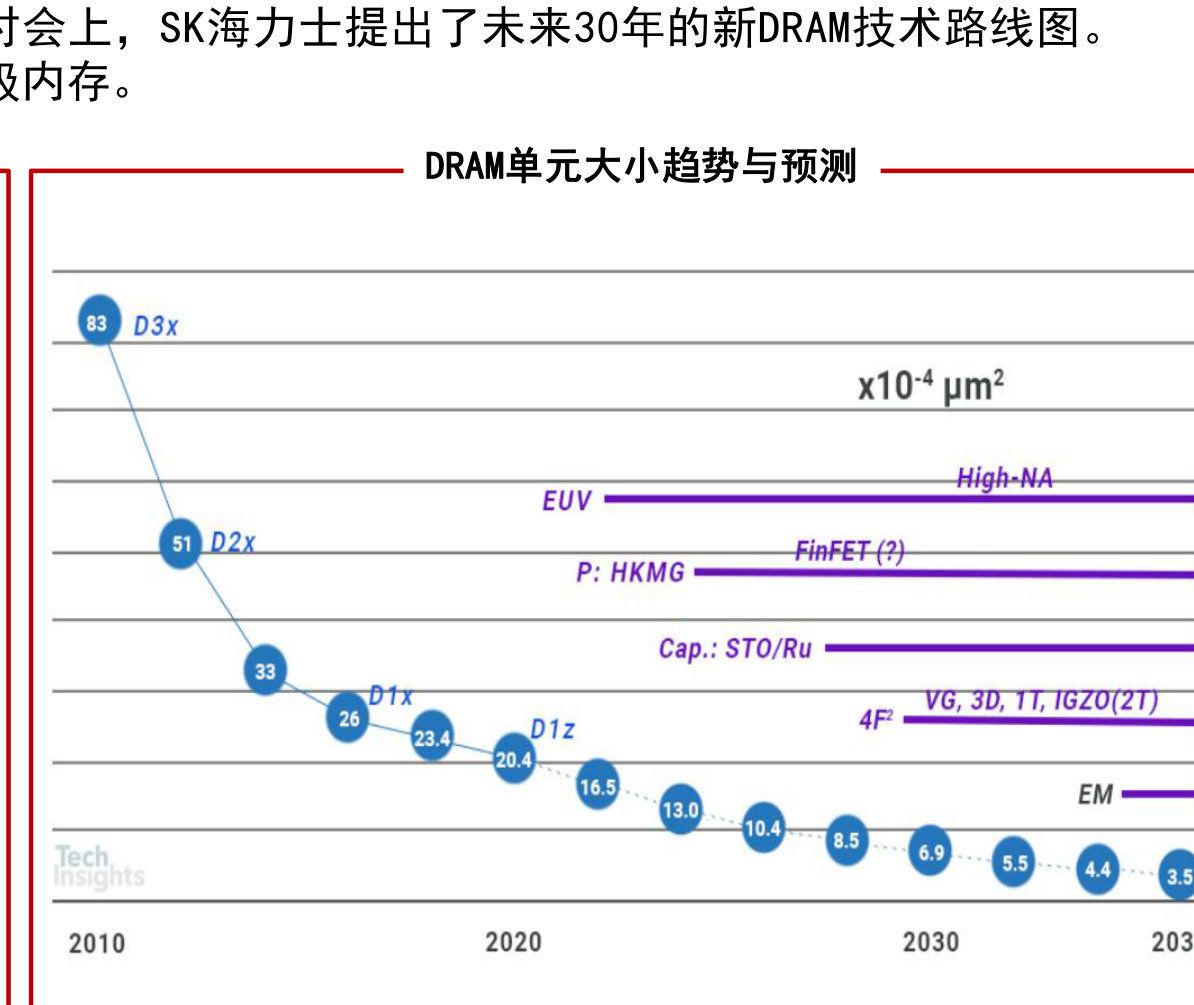 讨会上，SK海力士提出了未来30年的新DRAM技术路线图。
级内存。
DRAM单元大小趋势与预测
83 D3x
x10⁻⁴ µm²
High-NA
EUV
51 D2x
FinFET (?)
P: HKMG
Cap.: STO/Ru
33
D1x
VG, 3D, 1T, IGZO(2T)
4F²
26
23.4
D1z
20.4
16.5
EM
13.0
10.4
8.5
6.9
5.5
4.4
3.5
Tech
Insights
2010 2020 2030 203